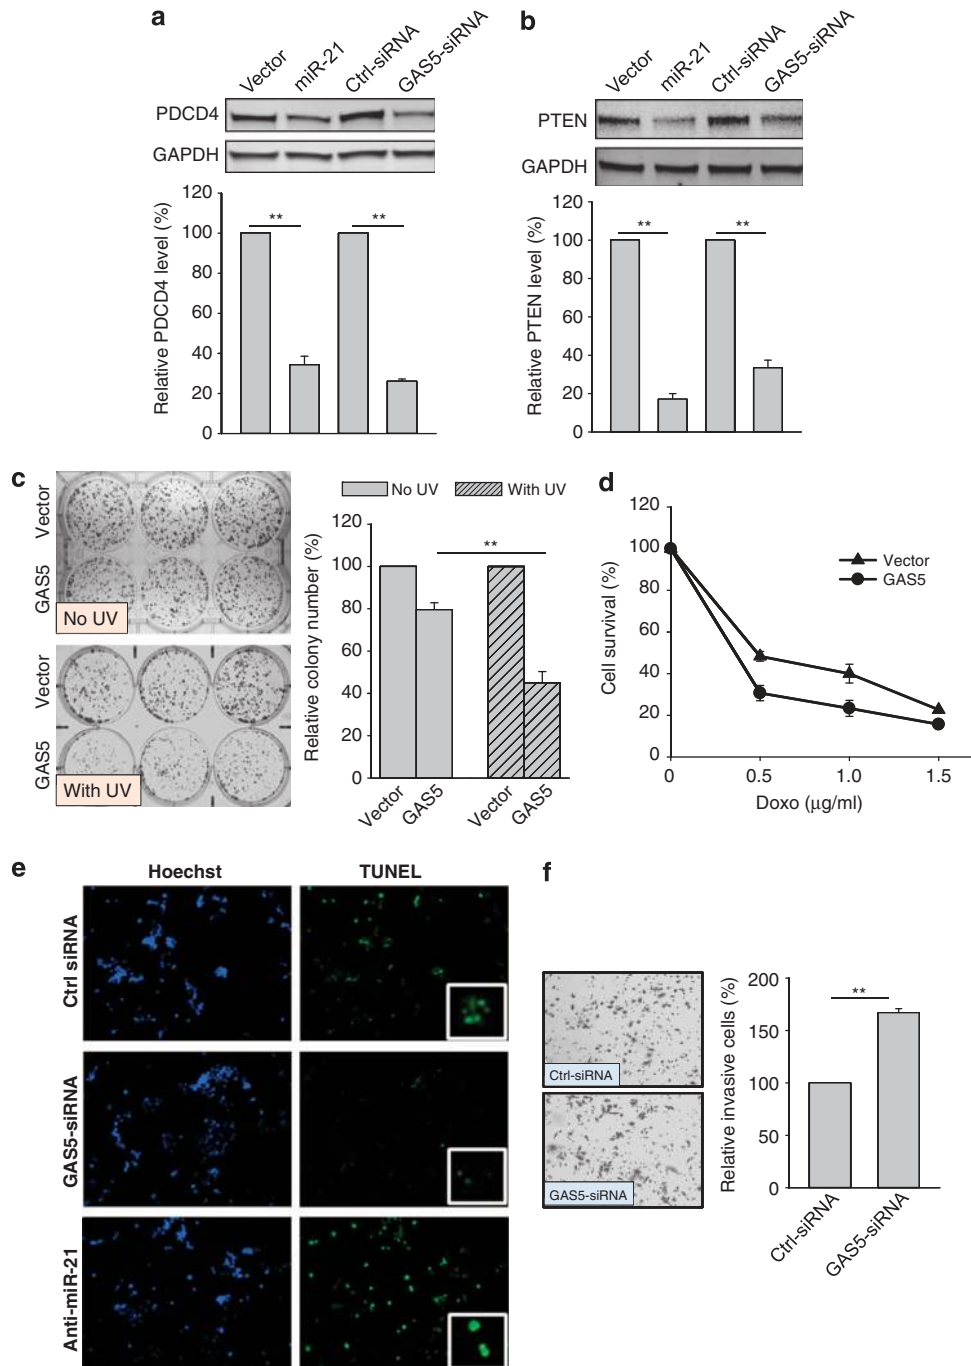 a
Vector miR-21 Ctrl-siRNA GAS5-siRNA
PDCD4
GAPDH
120
100
80
60
40
20
0
Relative PDCD4 level (%)
** **
b
Vector miR-21 Ctrl-siRNA GAS5-siRNA
PTEN
GAPDH
120
100
80
60
40
20
0
Relative PTEN level (%)
** **
c
Vector
GAS5
No UV
Vector
GAS5
With UV
No UV With UV
120
100
80
60
40
20
0
Relative colony number (%)
**
Vector GAS5 Vector GAS5
d
120
100
80
60
40
20
0
Cell survival (%)
Vector
GAS5
0 0.5 1.0 1.5
Doxo (μg/ml)
e
Hoechst TUNEL
Ctrl siRNA
GAS5-siRNA
Anti-miR-21
f
Ctrl-siRNA
GAS5-siRNA
200
150
100
50
0
Relative invasive cells (%)
**
Ctrl-siRNA GAS5-siRNA